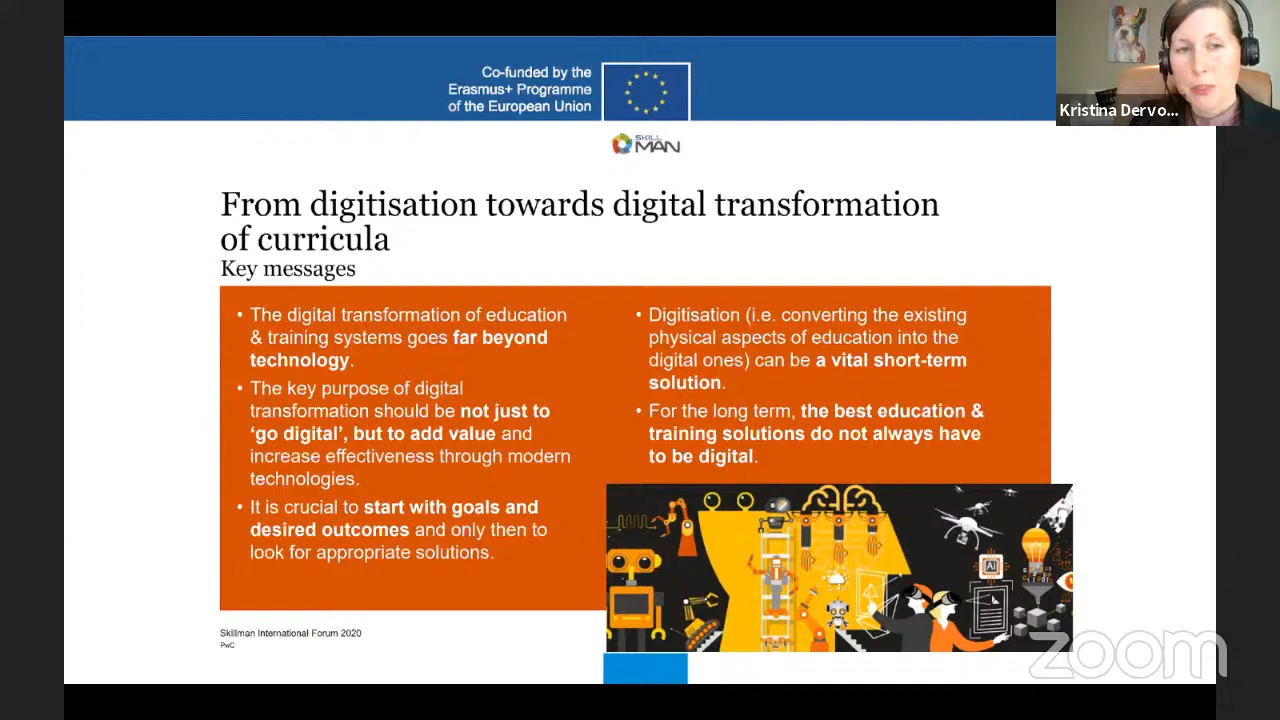 Co-funded by the
Erasmus+ Programme
of the European Union
SKILL
MAN
Kristina Dervo...
From digitisation towards digital transformation
of curricula
Key messages
• The digital transformation of education
& training systems goes far beyond
technology.
• The key purpose of digital
transformation should be not just to
‘go digital’, but to add value and
increase effectiveness through modern
technologies.
• It is crucial to start with goals and
desired outcomes and only then to
look for appropriate solutions.
• Digitisation (i.e. converting the existing
physical aspects of education into the
digital ones) can be a vital short-term
solution.
• For the long term, the best education &
training solutions do not always have
to be digital.
AI
Skillman International Forum 2020
PwC
zoom